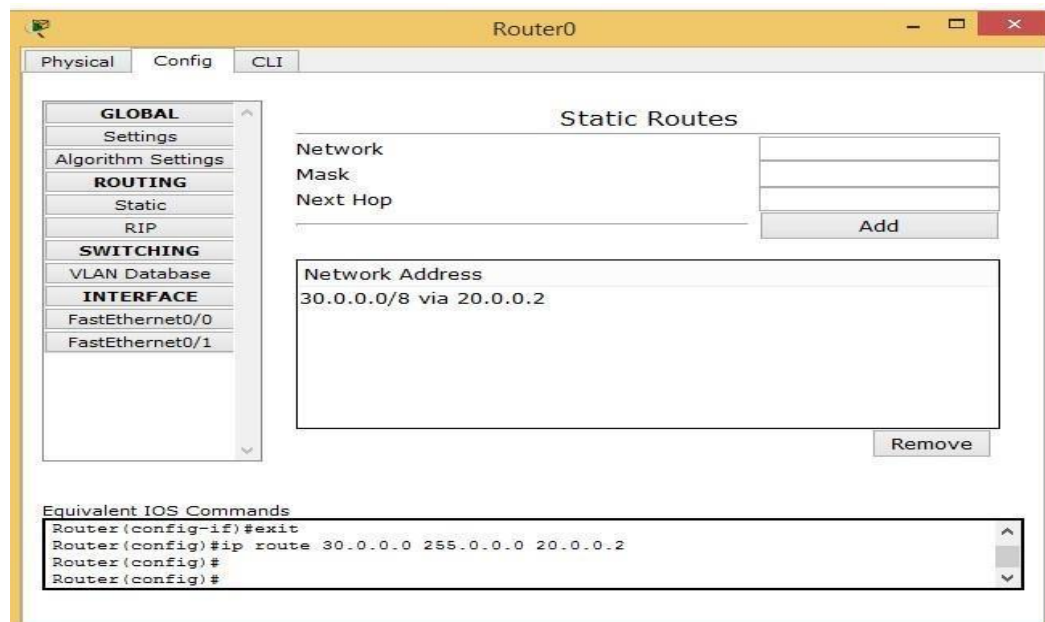 Router0
Physical Config CLI
GLOBAL
Settings
Algorithm Settings
ROUTING
Static
RIP
SWITCHING
VLAN Database
INTERFACE
FastEthernet0/0
FastEthernet0/1
Static Routes
Network
Mask
Next Hop
Add
Network Address
30.0.0.0/8 via 20.0.0.2
Remove
Equivalent IOS Commands
Router(config-if)#exit
Router(config)#ip route 30.0.0.0 255.0.0.0 20.0.0.2
Router(config)#
Router(config)#